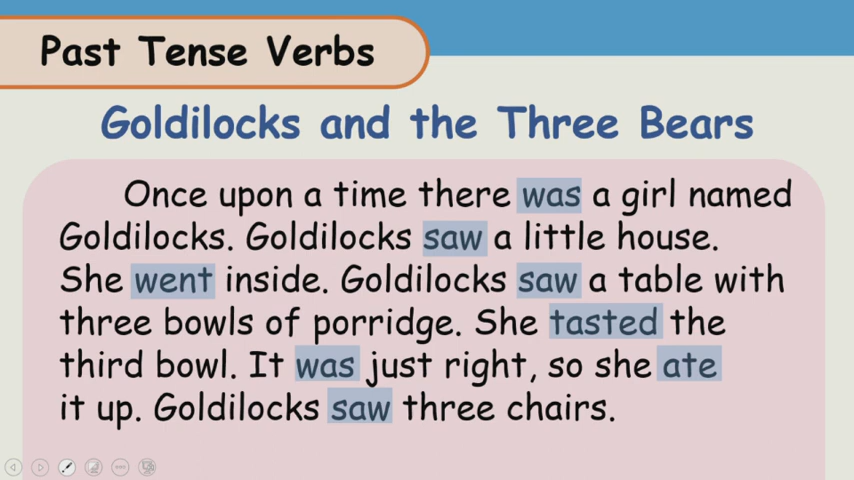 Past Tense Verbs
Goldilocks and the Three Bears
Once upon a time there was a girl named
Goldilocks. Goldilocks saw a little house.
She went inside. Goldilocks saw a table with
three bowls of porridge. She tasted the
third bowl. It was just right, so she ate
it up. Goldilocks saw three chairs.